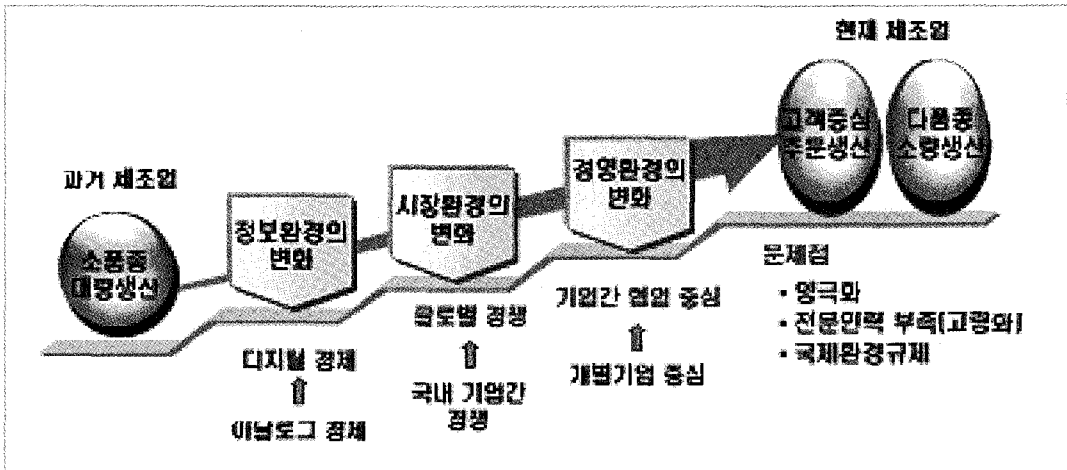 현재 제조업
고객중심
주문생산
다품종
소량생산
경영환경의
변화
시장환경의
변화
정보환경의
변화
과거 제조업
소품종
대량생산
디지털 경제
아날로그 경제
글로벌 경쟁
국내 기업간
경쟁
기업간 협업 중심
개별기업 중심
문제점
• 양극화
• 전문인력 부족(고령화)
• 국제환경규제